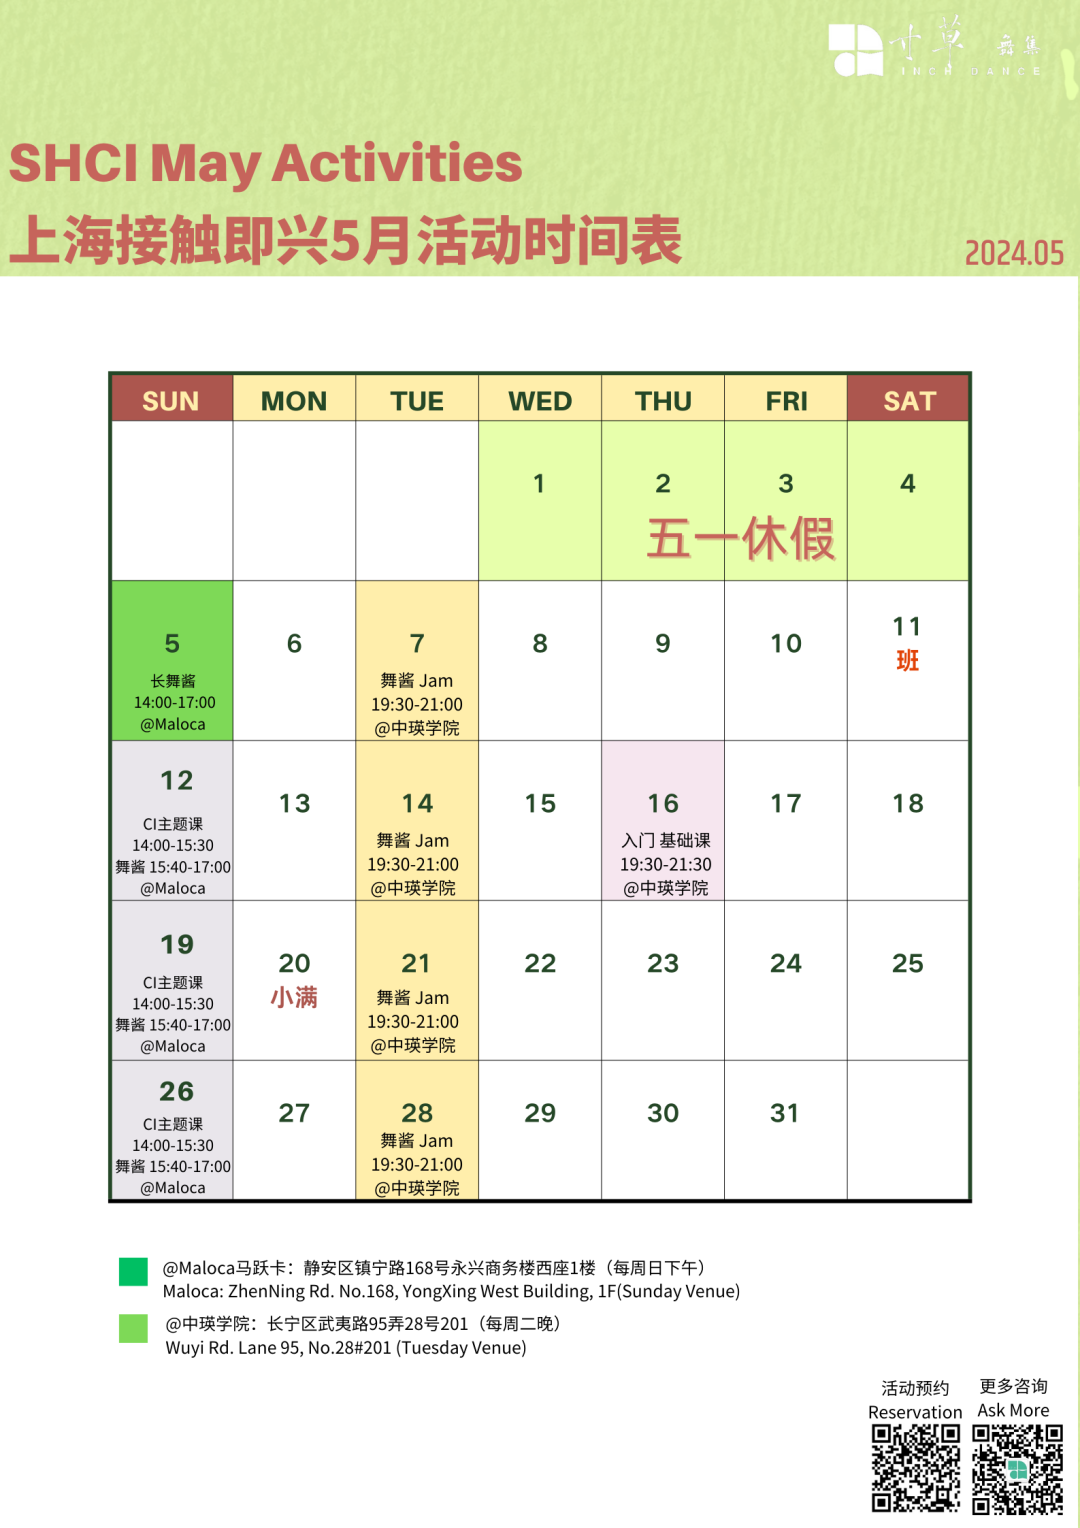 寸草 舞集
INCH DANCE
SHCI May Activities
上海接触即兴5月活动时间表
2024.05
SUN MON TUE WED THU FRI SAT
1 2 3 4
五一休假
5
长舞酱
14:00-17:00
@Maloca
6
7
舞酱 Jam
19:30-21:00
@中瑛学院
8
9
10
11
班
12
CI主题课
14:00-15:30
舞酱 15:40-17:00
@Maloca
13
14
舞酱 Jam
19:30-21:00
@中瑛学院
15
16
入门 基础课
19:30-21:30
@中瑛学院
17
18
19
CI主题课
14:00-15:30
舞酱 15:40-17:00
@Maloca
20
小满
21
舞酱 Jam
19:30-21:00
@中瑛学院
22
23
24
25
26
CI主题课
14:00-15:30
舞酱 15:40-17:00
@Maloca
27
28
舞酱 Jam
19:30-21:00
@中瑛学院
29
30
31
@Maloca马跃卡：静安区镇宁路168号永兴商务楼西座1楼（每周日下午）
Maloca: ZhenNing Rd. No.168, YongXing West Building, 1F(Sunday Venue)
@中瑛学院：长宁区武夷路95弄28号201（每周二晚）
Wuyi Rd. Lane 95, No.28#201 (Tuesday Venue)
活动预约
Reservation
更多咨询
Ask More